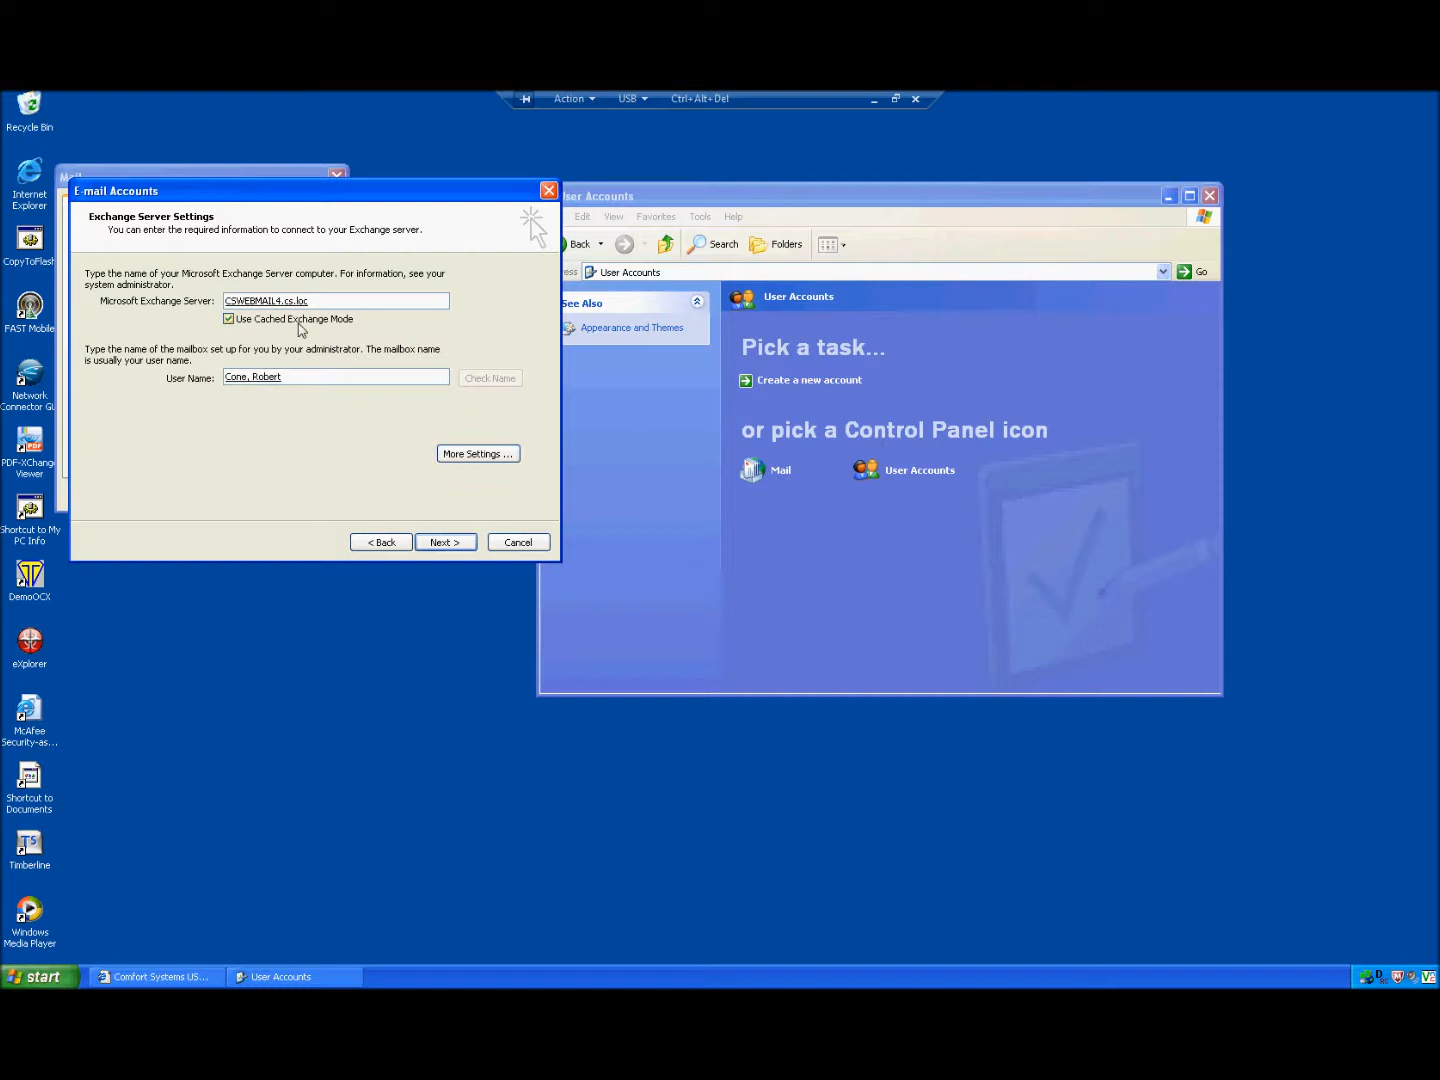 Action
USB
Ctrl+Alt+Del
Recycle Bin
Internet
Explorer
CopyToFlash
FAST Mobile
Network
Connector Gl
PDF-XChange
Viewer
Shortcut to My
PC Info
DemoOCX
eXplorer
McAfee
Security-as...
Shortcut to
Documents
Timberline
Windows
Media Player
Mail
E-mail Accounts
Exchange Server Settings
You can enter the required information to connect to your Exchange server.
Type the name of your Microsoft Exchange Server computer. For information, see your
system administrator.
Microsoft Exchange Server:
CSWEBMAIL4.cs.loc
Use Cached Exchange Mode
Type the name of the mailbox set up for you by your administrator. The mailbox name
is usually your user name.
User Name:
Cone, Robert
Check Name
More Settings ...
< Back
Next >
Cancel
User Accounts
Edit View Favorites Tools Help
Back
Search
Folders
User Accounts
Go
See Also
Appearance and Themes
User Accounts
Pick a task...
Create a new account
or pick a Control Panel icon
Mail
User Accounts
start
Comfort Systems US...
User Accounts